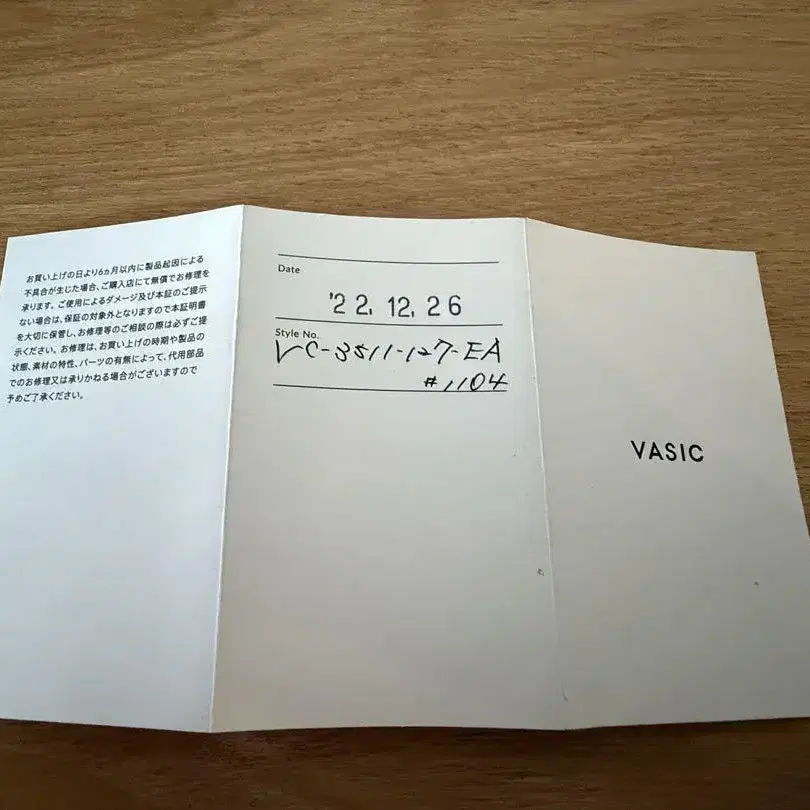 お買い上げの日より6ヵ月以内に製品起因による
不具合が生じた場合、ご購入店にて無償でお修理を
承ります。ご使用によるダメージ及び本証のご提示
ない場合は、保証の対象外となりますので本証明書
を大切に保管し、お修理等のご相談の際は必ずご提
示ください。お修理は、お買い上げの時期や製品の
状態、素材の特性、パーツの有無によって、代用部品
でのお修理又は承りかねる場合がございますので
予めご了承ください。
Date
'22.12.26
Style No.
VC-3511-127-EA
#1104
VASIC